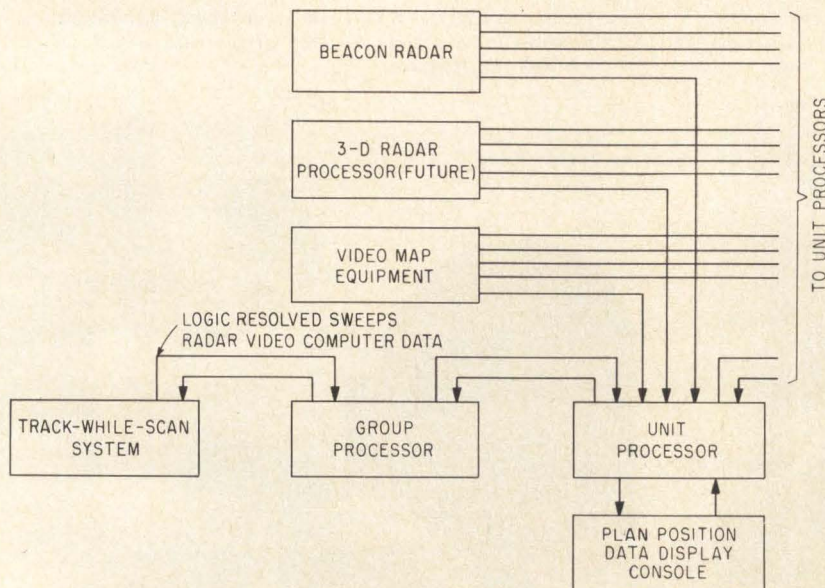 BEACON RADAR
3-D RADAR
PROCESSOR(FUTURE)
VIDEO MAP
EQUIPMENT
TO UNIT PROCESSORS
LOGIC RESOLVED SWEEPS
RADAR VIDEO COMPUTER DATA
TRACK-WHILE-SCAN
SYSTEM
GROUP
PROCESSOR
UNIT
PROCESSOR
PLAN POSITION
DATA DISPLAY
CONSOLE